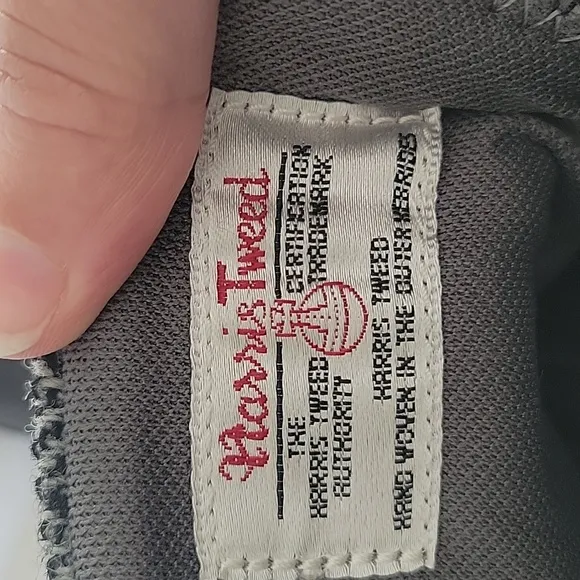 Harris Tweed
THE
HARRIS TWEED
AUTHORITY
CERTIFICATION
TRADEMARK
HARRIS TWEED
HAND WOVEN IN THE OUTER HEBRIDES